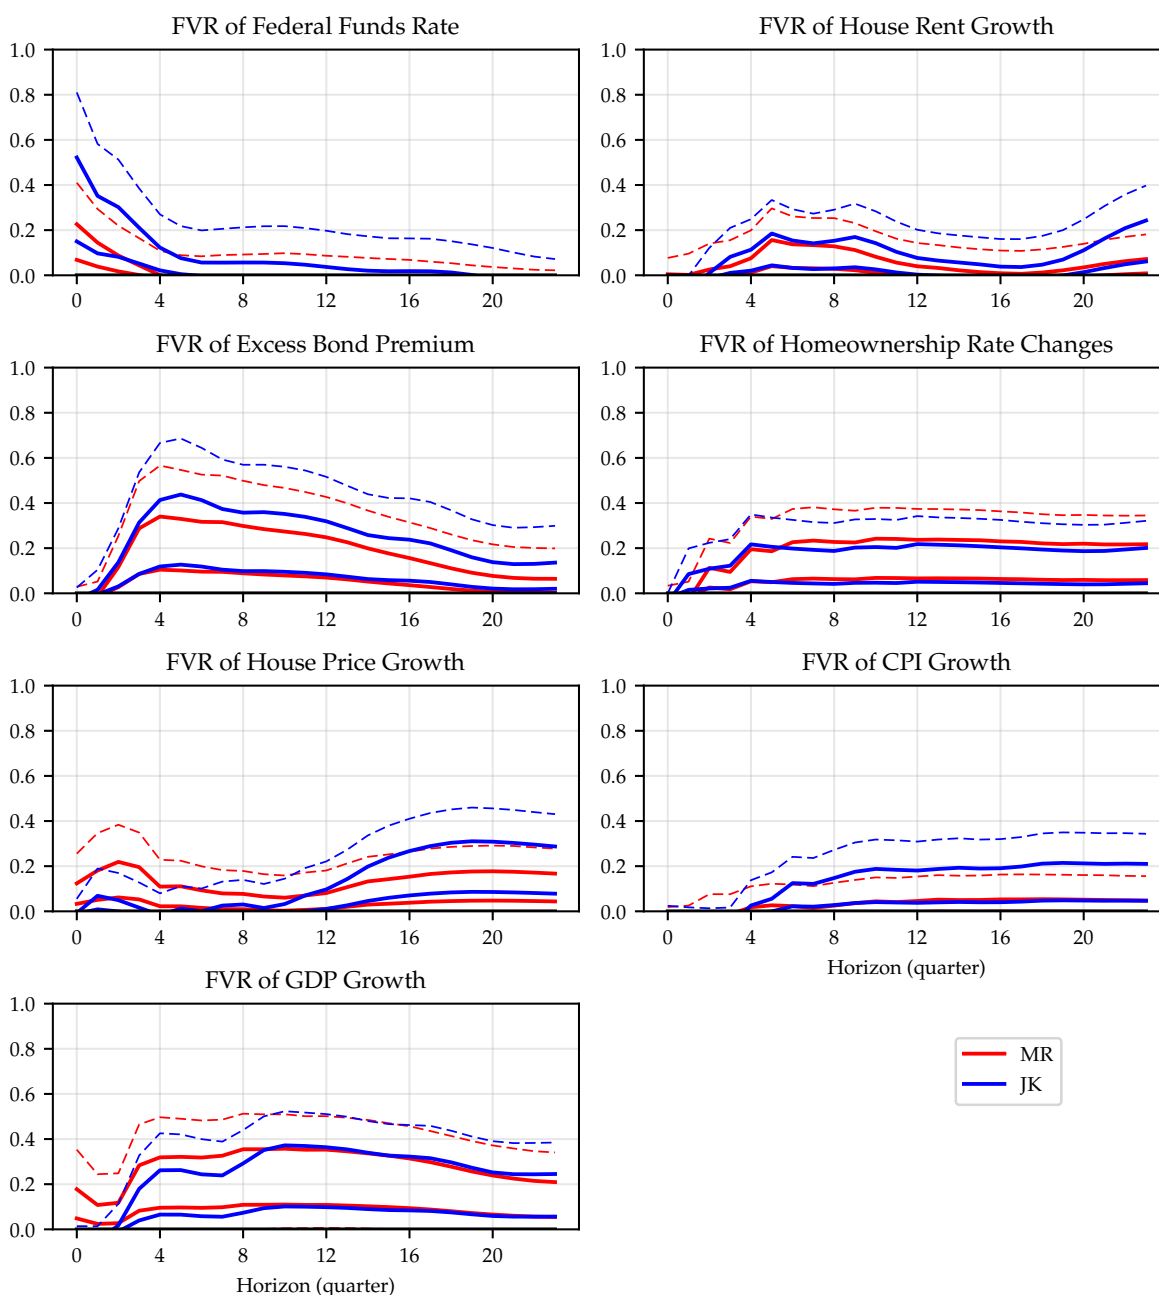 FVR of Federal Funds Rate
1.0
0.8
0.6
0.4
0.2
0.0
0 4 8 12 16 20
FVR of House Rent Growth
1.0
0.8
0.6
0.4
0.2
0.0
0 4 8 12 16 20
FVR of Excess Bond Premium
1.0
0.8
0.6
0.4
0.2
0.0
0 4 8 12 16 20
FVR of Homeownership Rate Changes
1.0
0.8
0.6
0.4
0.2
0.0
0 4 8 12 16 20
FVR of House Price Growth
1.0
0.8
0.6
0.4
0.2
0.0
0 4 8 12 16 20
FVR of CPI Growth
1.0
0.8
0.6
0.4
0.2
0.0
0 4 8 12 16 20
Horizon (quarter)
FVR of GDP Growth
1.0
0.8
0.6
0.4
0.2
0.0
0 4 8 12 16 20
Horizon (quarter)
MR
JK